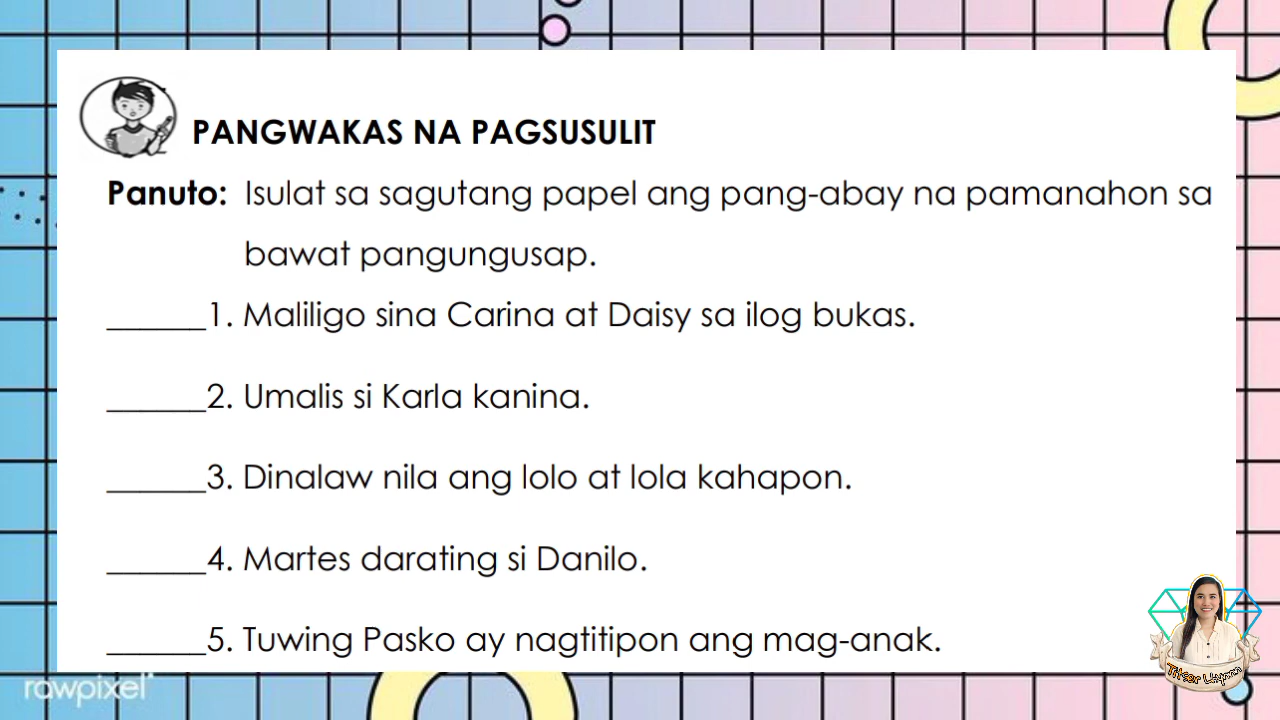 PANGWAKAS NA PAGSUSULIT
Panuto: Isulat sa sagutang papel ang pang-abay na pamanahon sa
bawat pangungusap.
______1. Maliligo sina Carina at Daisy sa ilog bukas.
______2. Umalis si Karla kanina.
______3. Dinalaw nila ang lolo at lola kahapon.
______4. Martes darating si Danilo.
______5. Tuwing Pasko ay nagtitipon ang mag-anak.
rawpixel
Titser